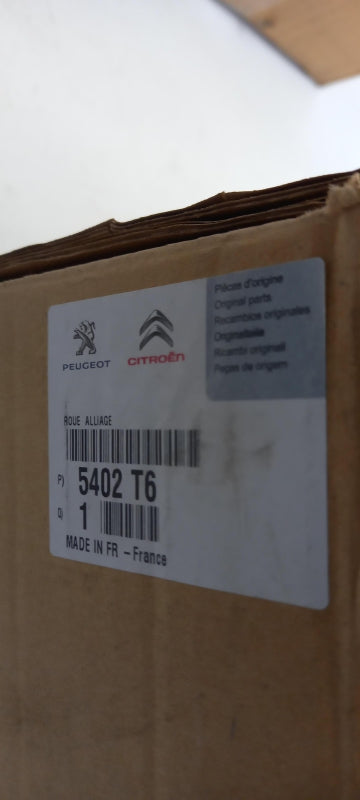 Pièces d'origine
Original parts
Recambios originales
Originalteile
Ricambi originali
Peças de origem
PEUGEOT
CITROËN
ROUE ALLIAGE
P) 5402 T6
Q) 1
MADE IN FR - France